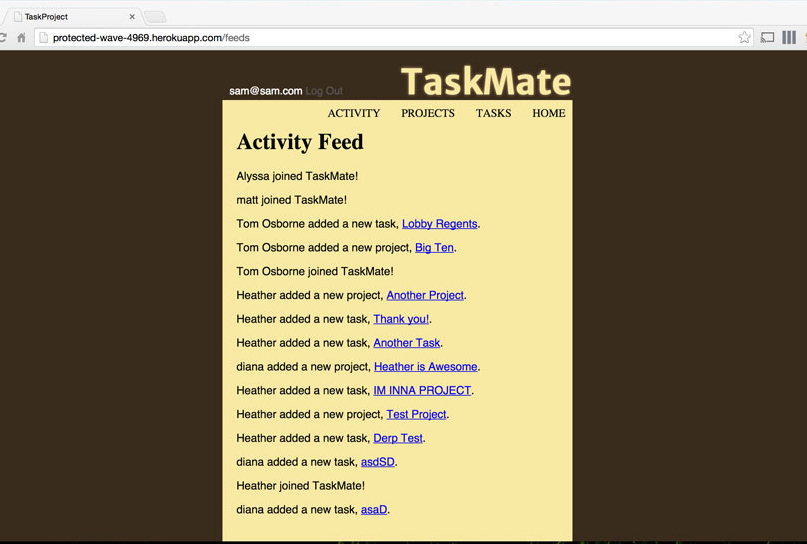 TaskProject
protected-wave-4969.herokuapp.com/feeds
TaskMate
sam@sam.com Log Out
ACTIVITY PROJECTS TASKS HOME
Activity Feed
Alyssa joined TaskMate!
matt joined TaskMate!
Tom Osborne added a new task, Lobby Regents.
Tom Osborne added a new project, Big Ten.
Tom Osborne joined TaskMate!
Heather added a new project, Another Project.
Heather added a new task, Thank you!.
Heather added a new task, Another Task.
diana added a new project, Heather is Awesome.
Heather added a new task, IM INNA PROJECT.
Heather added a new project, Test Project.
Heather added a new task, Derp Test.
diana added a new task, asdSD.
Heather joined TaskMate!
diana added a new task, asaD.